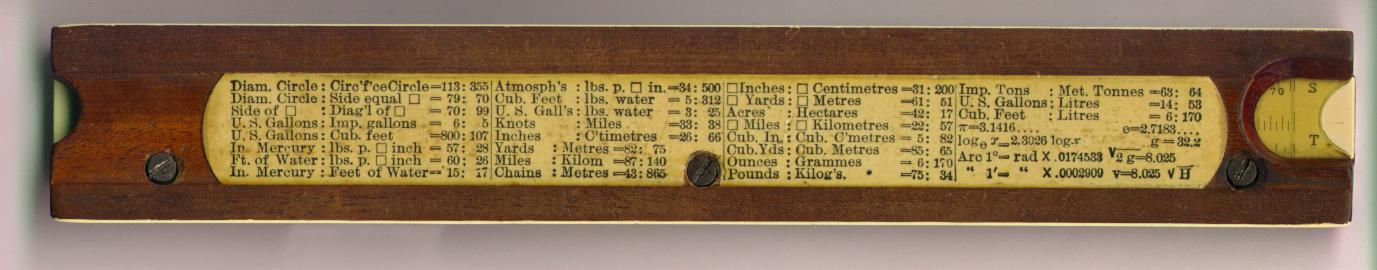 Diam. Circle : Circ'f'ceCircle=113: 355
Diam. Circle : Side equal □ = 79: 70
Side of □ : Diag'l of □ = 70: 99
U. S. Gallons : Imp. gallons = 6: 5
U. S. Gallons : Cub. feet =800: 107
In. Mercury : lbs. p. □ inch = 57: 28
Ft. of Water : lbs. p. □ inch = 60: 26
In. Mercury : Feet of Water= 15: 17
Atmosph's : lbs. p. □ in.=34: 500
Cub. Feet : lbs. water = 5: 312
U. S. Gall's : lbs. water = 3: 25
Knots : Miles =33: 38
Inches : C'timetres =26: 66
Yards : Metres =82: 75
Miles : Kilom =87: 140
Chains : Metres =43: 865
□ Inches : □ Centimetres =31: 200
□ Yards : □ Metres =61: 51
Acres : Hectares =42: 17
□ Miles : □ Kilometres =22: 57
Cub. In. : Cub. C'metres = 5: 82
Cub. Yds : Cub. Metres =85: 65
Ounces : Grammes = 6: 170
Pounds : Kilog's. =75: 34
Imp. Tons : Met. Tonnes =63: 64
U. S. Gallons : Litres =14: 53
Cub. Feet : Litres = 6: 170
π=3.1416.... e=2.7183....
logₑ x=2.3026 log.x g = 32.2
Arc 1°= rad X .0174533 √2 g=8.025
" 1'= " X .0002909 v=8.025 √H
70 S
T